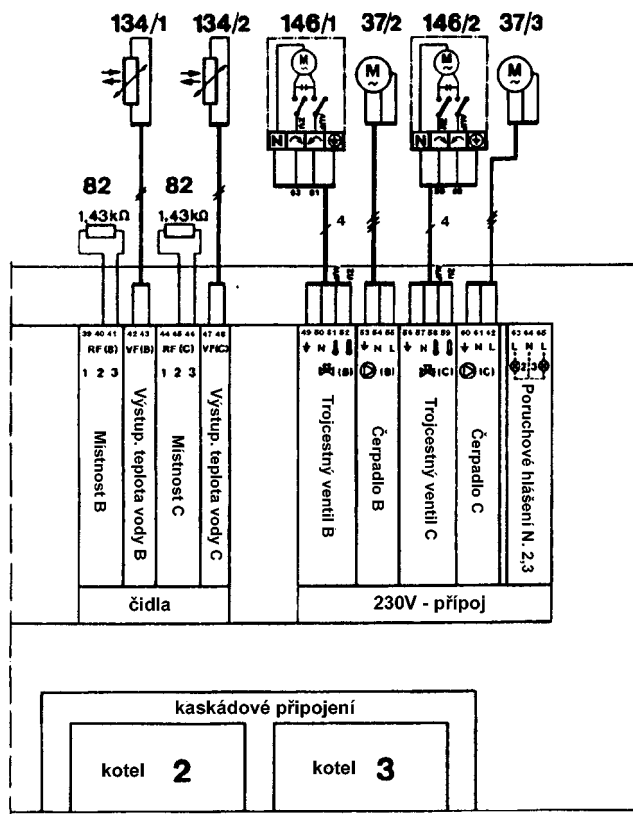 134/1 134/2 146/1 37/2 146/2 37/3
M ~ M ~ M ~ M ~
82 82
1,43kΩ 1,43kΩ
N N
4 4
39 40 41 42 43 44 45 46 47 48 49 50 51 52 53 54 55 56 57 58 59 60 61 62 63 64 65
RF (B) VF(B) RF (C) VF(C) N N L N N L L N L
1 2 3 1 2 3 (B) (B) (C) (C) 2 3
Místnost B
Výstup. teplota vody B
Místnost C
Výstup. teplota vody C
Trojcestný ventil B
Čerpadlo B
Trojcestný ventil C
Čerpadlo C
Poruchové hlášení N. 2,3
čidla 230V - přípoj
kaskádové připojení
kotel 2 kotel 3